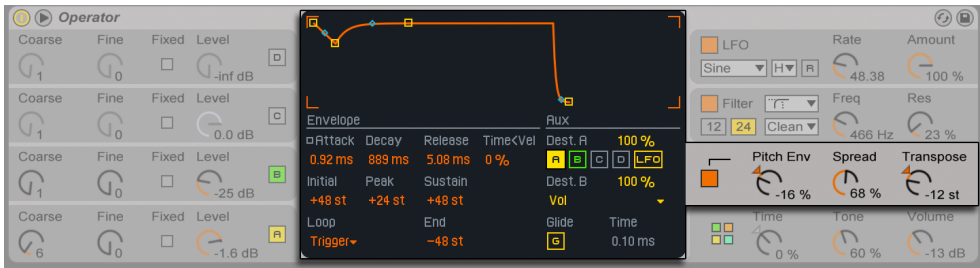 Operator
Coarse Fine Fixed Level
1 0 -inf dB D
Coarse Fine Fixed Level
1 0 0.0 dB C
Coarse Fine Fixed Level
1 0 -25 dB B
Coarse Fine Fixed Level
6 0 -1.6 dB A
Envelope
Attack Decay Release Time<Vel
0.92 ms 889 ms 5.08 ms 0 %
Initial Peak Sustain
+48 st +24 st +48 st
Loop End
Trigger -48 st
Aux
Dest. A 100 %
A B C D LFO
Dest. B 100 %
Vol
Glide Time
G 0.10 ms
LFO Rate Amount
Sine H R 48.38 100 %
Filter Freq Res
12 24 Clean 466 Hz 23 %
Pitch Env Spread Transpose
-16 % 68 % -12 st
Time Tone Volume
0 % 60 % -13 dB